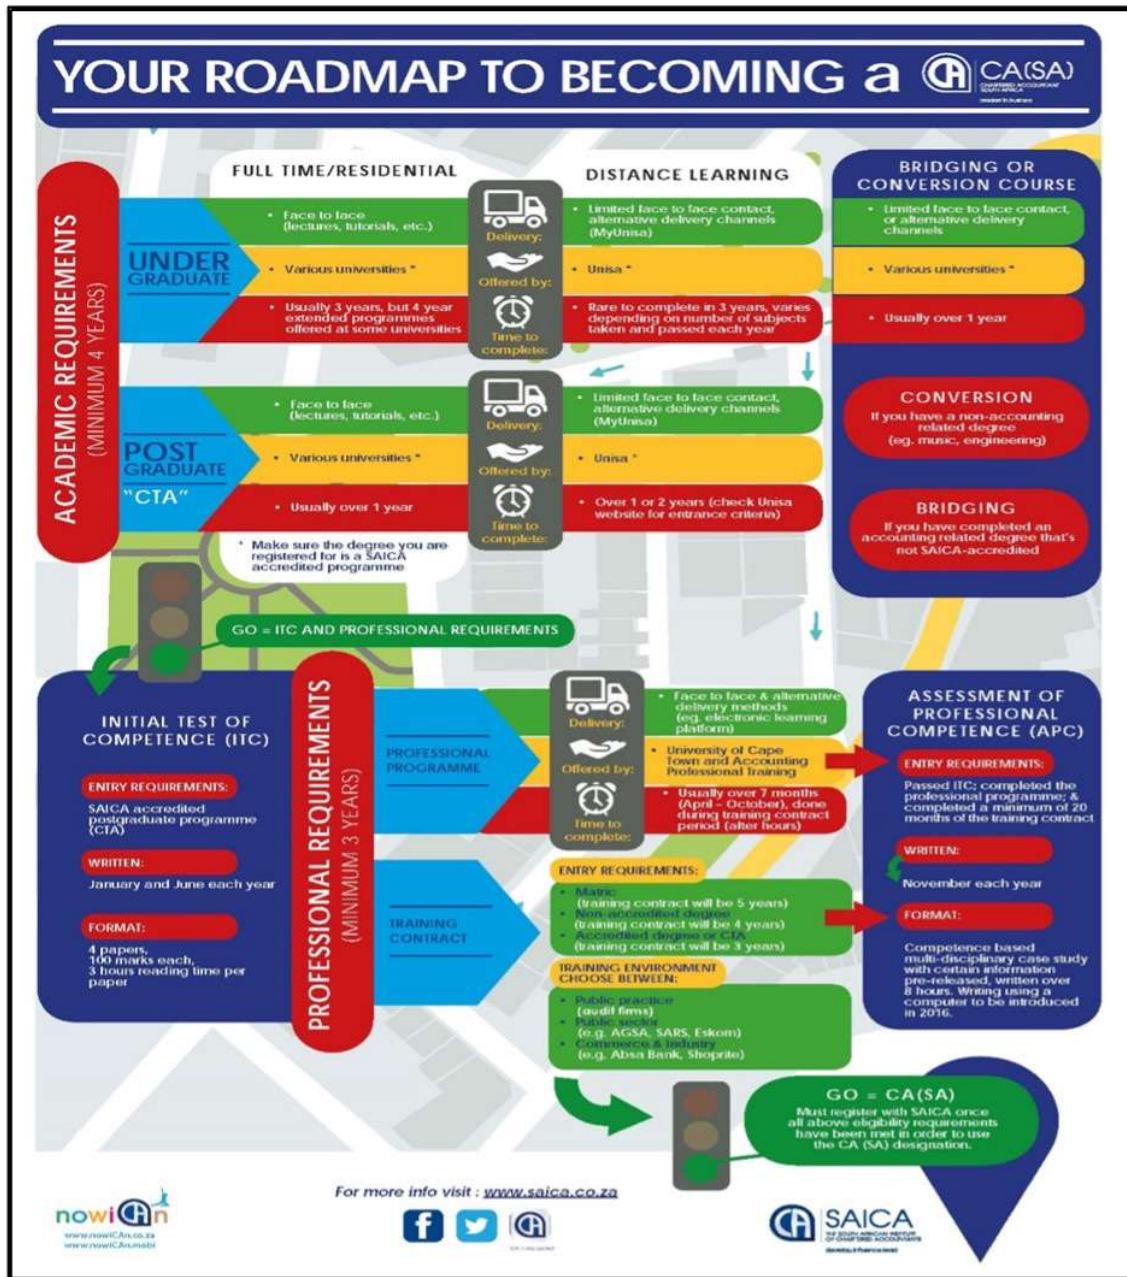 YOUR ROADMAP TO BECOMING a
CA CA(SA)
CHARTERED ACCOUNTANT
SOUTH AFRICA
ACADEMIC REQUIREMENTS
(MINIMUM 4 YEARS)
FULL TIME/RESIDENTIAL
DISTANCE LEARNING
BRIDGING OR
CONVERSION COURSE
UNDER
GRADUATE
• Face to face
(lectures, tutorials, etc.)
Delivery:
• Limited face to face contact,
alternative delivery channels
(MyUnisa)
• Limited face to face contact,
or alternative delivery
channels
• Various universities *
Offered by:
• Unisa *
• Various universities *
• Usually 3 years, but 4 year
extended programmes
offered at some universities
Time to
complete:
• Rare to complete in 3 years, varies
depending on number of subjects
taken and passed each year
• Usually over 1 year
POST
GRADUATE
"CTA"
• Face to face
(lectures, tutorials, etc.)
Delivery:
• Limited face to face contact,
alternative delivery channels
(MyUnisa)
• Various universities *
Offered by:
• Unisa *
• Usually over 1 year
Time to
complete:
• Over 1 or 2 years (check Unisa
website for entrance criteria)
CONVERSION
If you have a non-accounting
related degree
(eg. music, engineering)
BRIDGING
If you have completed an
accounting related degree that's
not SAICA-accredited
* Make sure the degree you are
registered for is a SAICA
accredited programme
GO = ITC AND PROFESSIONAL REQUIREMENTS
INITIAL TEST OF
COMPETENCE (ITC)
ENTRY REQUIREMENTS:
SAICA accredited
postgraduate programme
(CTA)
WRITTEN:
January and June each year
FORMAT:
4 papers,
100 marks each,
3 hours reading time per
paper
PROFESSIONAL REQUIREMENTS
(MINIMUM 3 YEARS)
PROFESSIONAL
PROGRAMME
Delivery:
• Face to face & alternative
delivery methods
(eg. electronic learning
platform)
Offered by:
• University of Cape
Town and Accounting
Professional Training
Time to
complete:
• Usually over 7 months
(April – October), done
during training contract
period (after hours)
TRAINING
CONTRACT
ENTRY REQUIREMENTS:
• Matric
(training contract will be 5 years)
• Non-accredited degree
(training contract will be 4 years)
• Accredited degree or CTA
(training contract will be 3 years)
TRAINING ENVIRONMENT
CHOOSE BETWEEN:
• Public practice
(audit firms)
• Public sector
(e.g. AGSA, SARS, Eskom)
• Commerce & Industry
(e.g. Absa Bank, Shoprite)
ASSESSMENT OF
PROFESSIONAL
COMPETENCE (APC)
ENTRY REQUIREMENTS:
Passed ITC; completed the
professional programme; &
completed a minimum of 20
months of the training contract
WRITTEN:
November each year
FORMAT:
Competence based
multi-disciplinary case study
with certain information
pre-released, written over
8 hours. Writing using a
computer to be introduced
in 2016.
GO = CA(SA)
Must register with SAICA once
all above eligibility requirements
have been met in order to use
the CA (SA) designation.
nowiCAn
www.nowiCAn.co.za
www.nowiCAn.mobi
For more info visit : www.saica.co.za
f
CA
CA SAICA
THE SOUTH AFRICAN INSTITUTE
OF CHARTERED ACCOUNTANTS